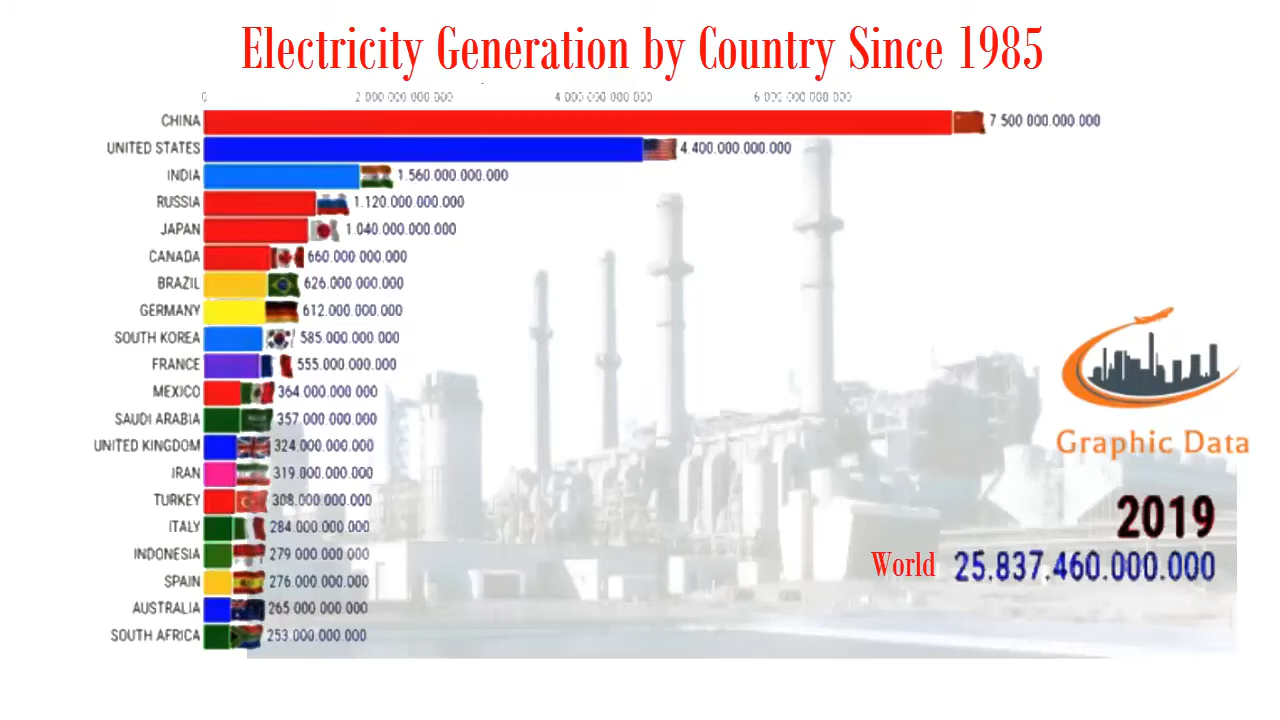 Electricity Generation by Country Since 1985
0 2 000 000 000.000 4 000 000 000.000 6 000 000 000 000
CHINA 7 500 000.000 000
UNITED STATES 4.400.000.000.000
INDIA 1.560.000.000.000
RUSSIA 1.120.000.000.000
JAPAN 1.040.000.000.000
CANADA 660.000 000.000
BRAZIL 626.000 000.000
GERMANY 612.000.000.000
SOUTH KOREA 585.000.000.000
FRANCE 555.000.000.000
MEXICO 364 000.000.000
SAUDI ARABIA 357.000.000.000
UNITED KINGDOM 324.000.000.000
IRAN 319.000.000.000
TURKEY 308.000.000.000
ITALY 284 000.000.000
INDONESIA 279 000 000.000
SPAIN 276 000.000.000
AUSTRALIA 265 000 000.000
SOUTH AFRICA 253.000.000.000
Graphic Data
2019
World 25.837.460.000.000